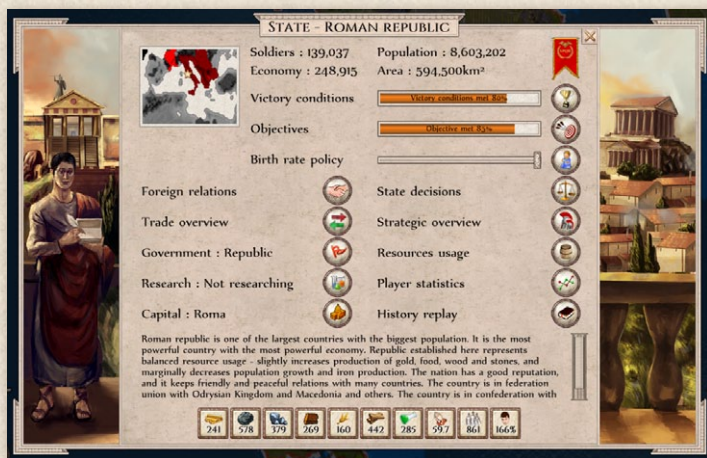 State - Roman republic
Soldiers : 139,037 Population : 8,603,202
Economy : 248,915 Area : 594,500km²
Victory conditions Victory conditions met 80%
Objectives Objective met 85%
Birth rate policy
Foreign relations State decisions
Trade overview Strategic overview
Government : Republic Resources usage
Research : Not researching Player statistics
Capital : Roma History replay
Roman republic is one of the largest countries with the biggest population. It is the most
powerful country with the most powerful economy. Republic established here represents
balanced resource usage - slightly increases production of gold, food, wood and stones, and
marginally decreases population growth and iron production. The nation has a good reputation,
and it keeps friendly and peaceful relations with many countries. The country is in federation
union with Odrysian Kingdom and Macedonia and others. The country is in confederation with
241 578 379 269 160 442 285 59.7 861 166%